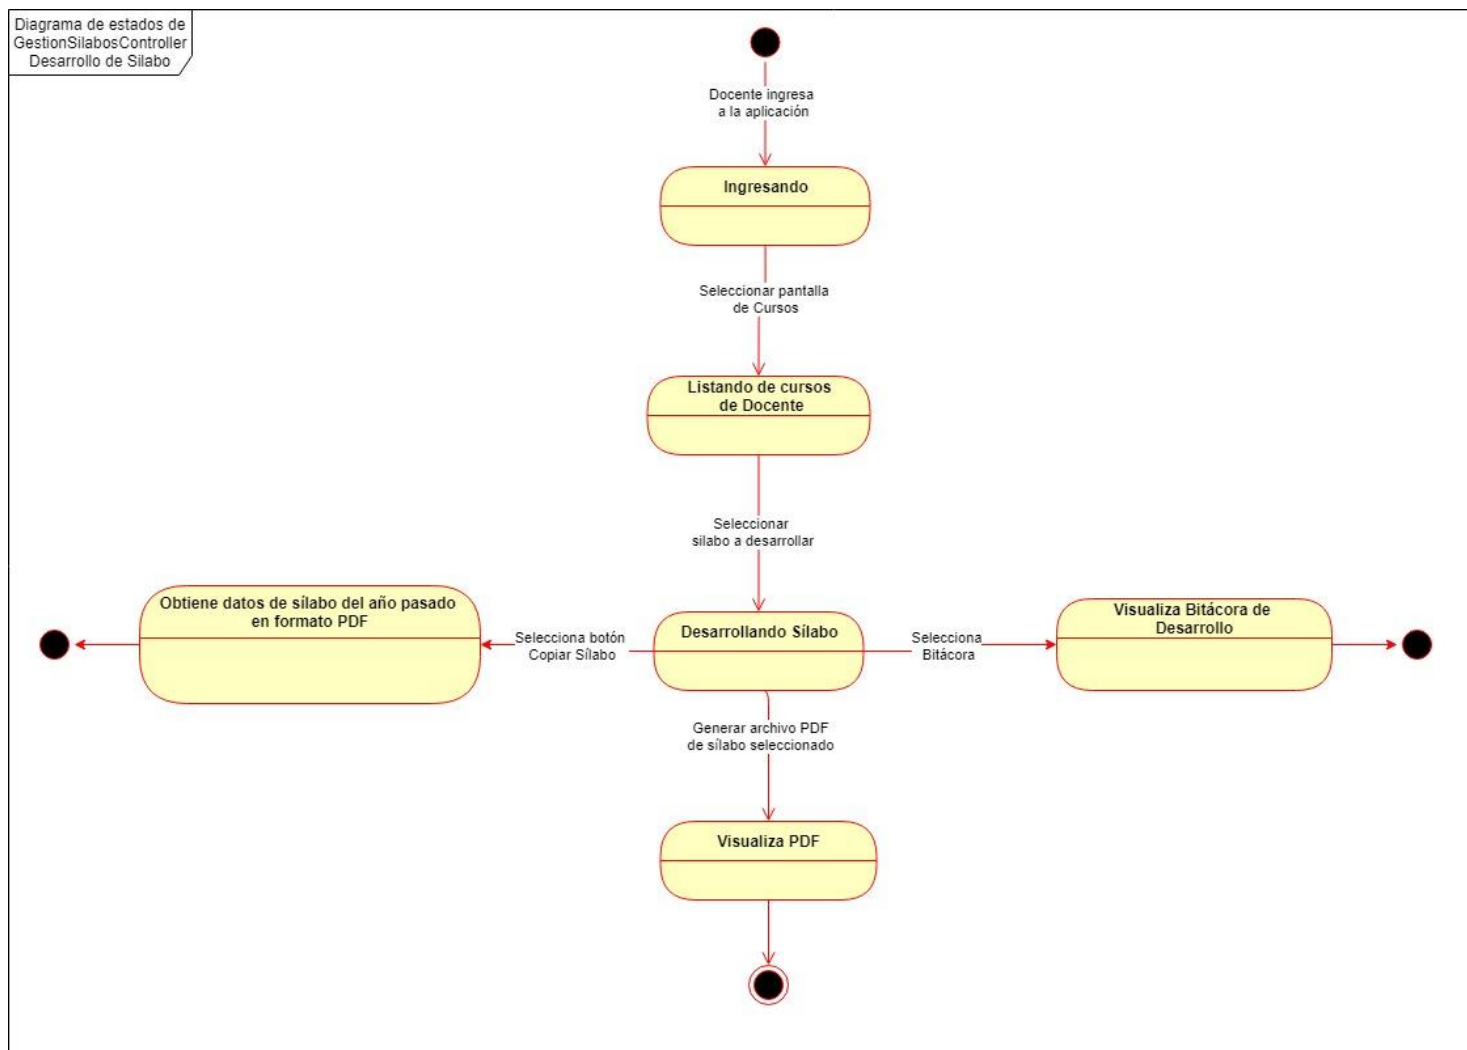 Diagrama de estados de
GestionSilabosController
Desarrollo de Silabo
Docente ingresa
a la aplicación
Ingresando
Seleccionar pantalla
de Cursos
Listando de cursos
de Docente
Seleccionar
silabo a desarrollar
Obtiene datos de sílabo del año pasado
en formato PDF
Selecciona botón
Copiar Sílabo
Desarrollando Sílabo
Selecciona
Bitácora
Visualiza Bitácora de
Desarrollo
Generar archivo PDF
de sílabo seleccionado
Visualiza PDF